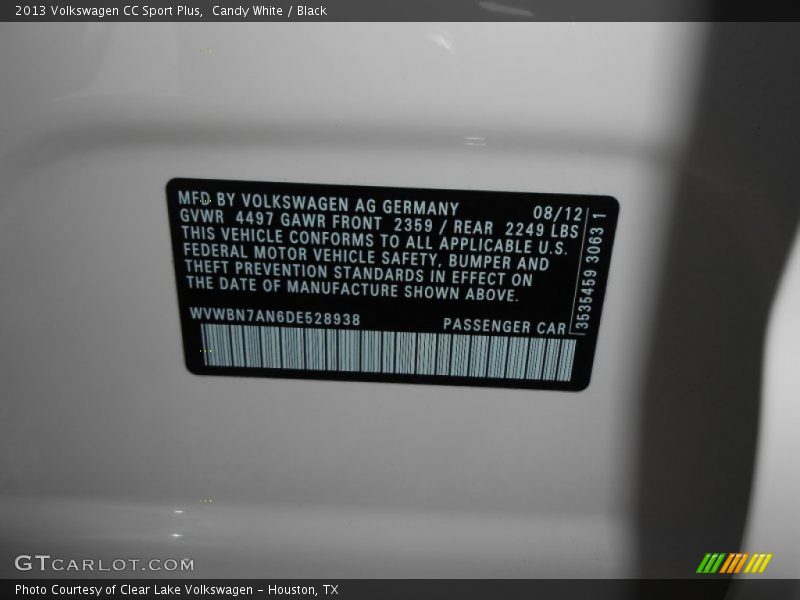 2013 Volkswagen CC Sport Plus,  Candy White / Black
MFD BY VOLKSWAGEN AG GERMANY 08/12
GVWR 4497 GAWR FRONT 2359 / REAR 2249 LBS
THIS VEHICLE CONFORMS TO ALL APPLICABLE U.S.
FEDERAL MOTOR VEHICLE SAFETY, BUMPER AND
THEFT PREVENTION STANDARDS IN EFFECT ON
THE DATE OF MANUFACTURE SHOWN ABOVE.
WVWBN7AN6DE528938 PASSENGER CAR
3535459 3063 1
GTCARLOT.COM
Photo Courtesy of Clear Lake Volkswagen – Houston, TX